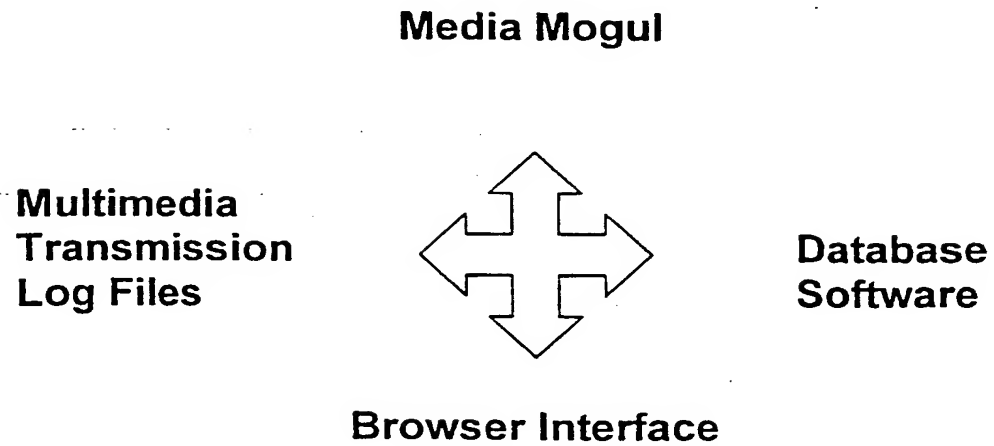 Media Mogul
Multimedia
Transmission
Log Files
Database
Software
Browser Interface